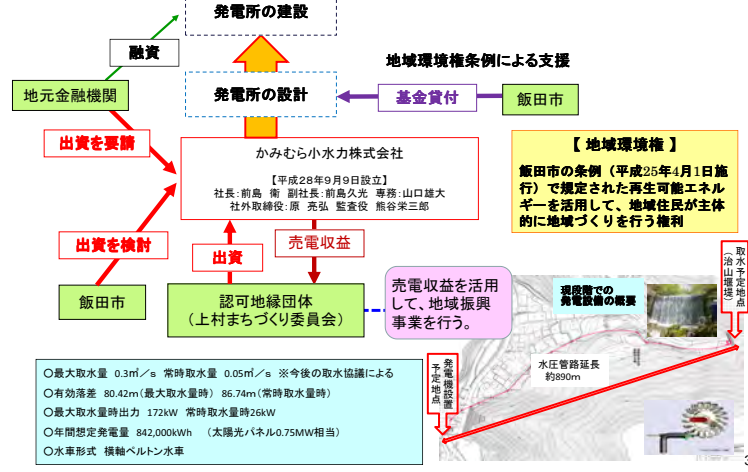 発電所の建設
融資
地域環境権条例による支援
地元金融機関
発電所の設計
基金貸付
飯田市
出資を要請
かみむら小水力株式会社
【平成28年9月9日設立】
社長:前島 衛 副社長:前島久光 専務:山口雄大
社外取締役:原 亮弘 監査役 熊谷栄三郎
【 地域環境権 】
飯田市の条例（平成25年4月1日施
行）で規定された再生可能エネル
ギーを活用して、地域住民が主体
的に地域づくりを行う権利
出資を検討
出資
売電収益
飯田市
認可地縁団体
（上村まちづくり委員会）
売電収益を活用
して、地域振興
事業を行う。
現段階での
発電設備の概要
取水予定地点
（治山堰堤）
水圧管路延長
約890m
発電機設置
予定地点
○最大取水量 0.3㎥／s 常時取水量 0.05㎥／s ※今後の取水協議による
○有効落差 80.42m(最大取水量時) 86.74m(常時取水量時)
○最大取水量時出力 172kW 常時取水量時26kW
○年間想定発電量 842,000kWh （太陽光パネル0.75MW相当）
○水車形式 横軸ペルトン水車